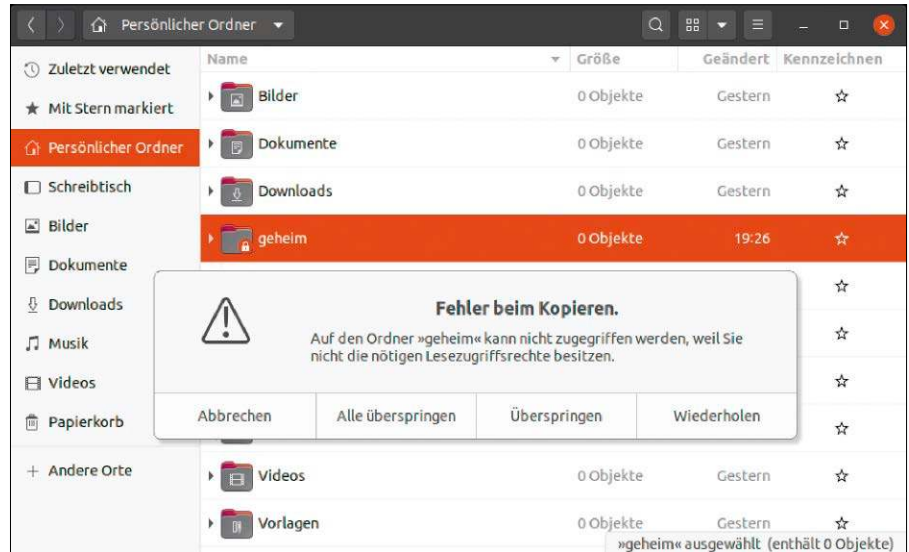 Persönlicher Ordner
Zuletzt verwendet
Mit Stern markiert
Persönlicher Ordner
Schreibtisch
Bilder
Dokumente
Downloads
Musik
Videos
Papierkorb
+ Andere Orte
Name Größe Geändert Kennzeichnen
Bilder 0 Objekte Gestern
Dokumente 0 Objekte Gestern
Downloads 0 Objekte Gestern
geheim 0 Objekte 19:26
Fehler beim Kopieren.
Auf den Ordner »geheim« kann nicht zugegriffen werden, weil Sie
nicht die nötigen Lesezugriffsrechte besitzen.
Abbrechen Alle überspringen Überspringen Wiederholen
Videos 0 Objekte Gestern
Vorlagen 0 Objekte Gestern
»geheim« ausgewählt (enthält 0 Objekte)